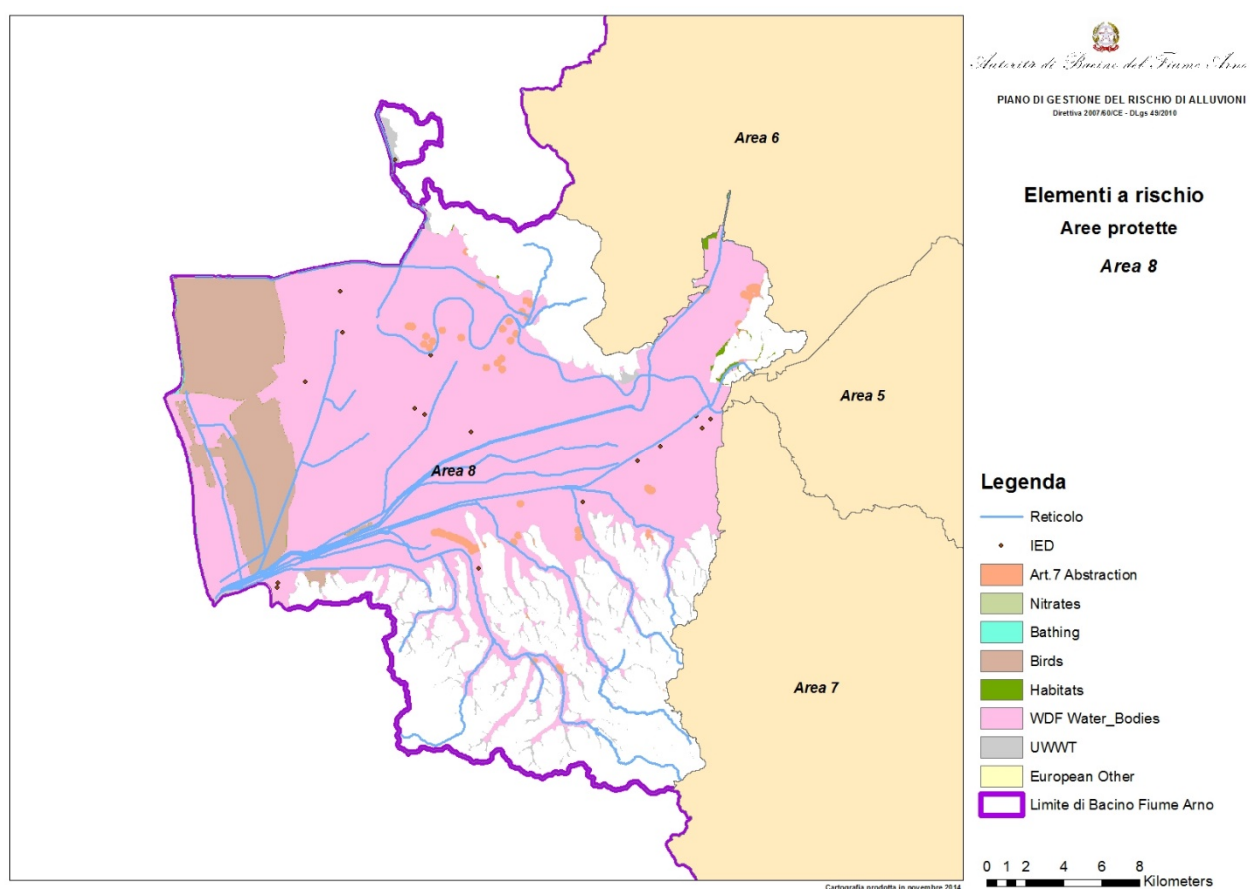 Autorità di Bacino del Fiume Arno
PIANO DI GESTIONE DEL RISCHIO DI ALLUVIONI
Direttiva 2007/60/CE - DLgs 49/2010
Elementi a rischio
Aree protette
Area 8
Area 6
Area 5
Area 8
Area 7
Legenda
Reticolo
IED
Art.7 Abstraction
Nitrates
Bathing
Birds
Habitats
WDF Water_Bodies
UWWT
European Other
Limite di Bacino Fiume Arno
0 1 2 4 6 8
Kilometers
Cartografia prodotta in novembre 2014